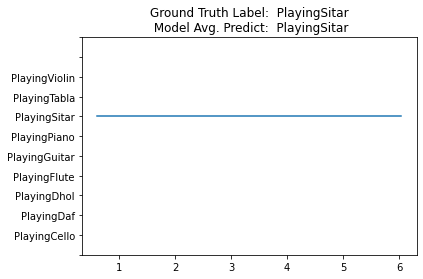 Ground Truth Label:  PlayingSitar
Model Avg. Predict:  PlayingSitar
PlayingViolin
PlayingTabla
PlayingSitar
PlayingPiano
PlayingGuitar
PlayingFlute
PlayingDhol
PlayingDaf
PlayingCello
1 2 3 4 5 6